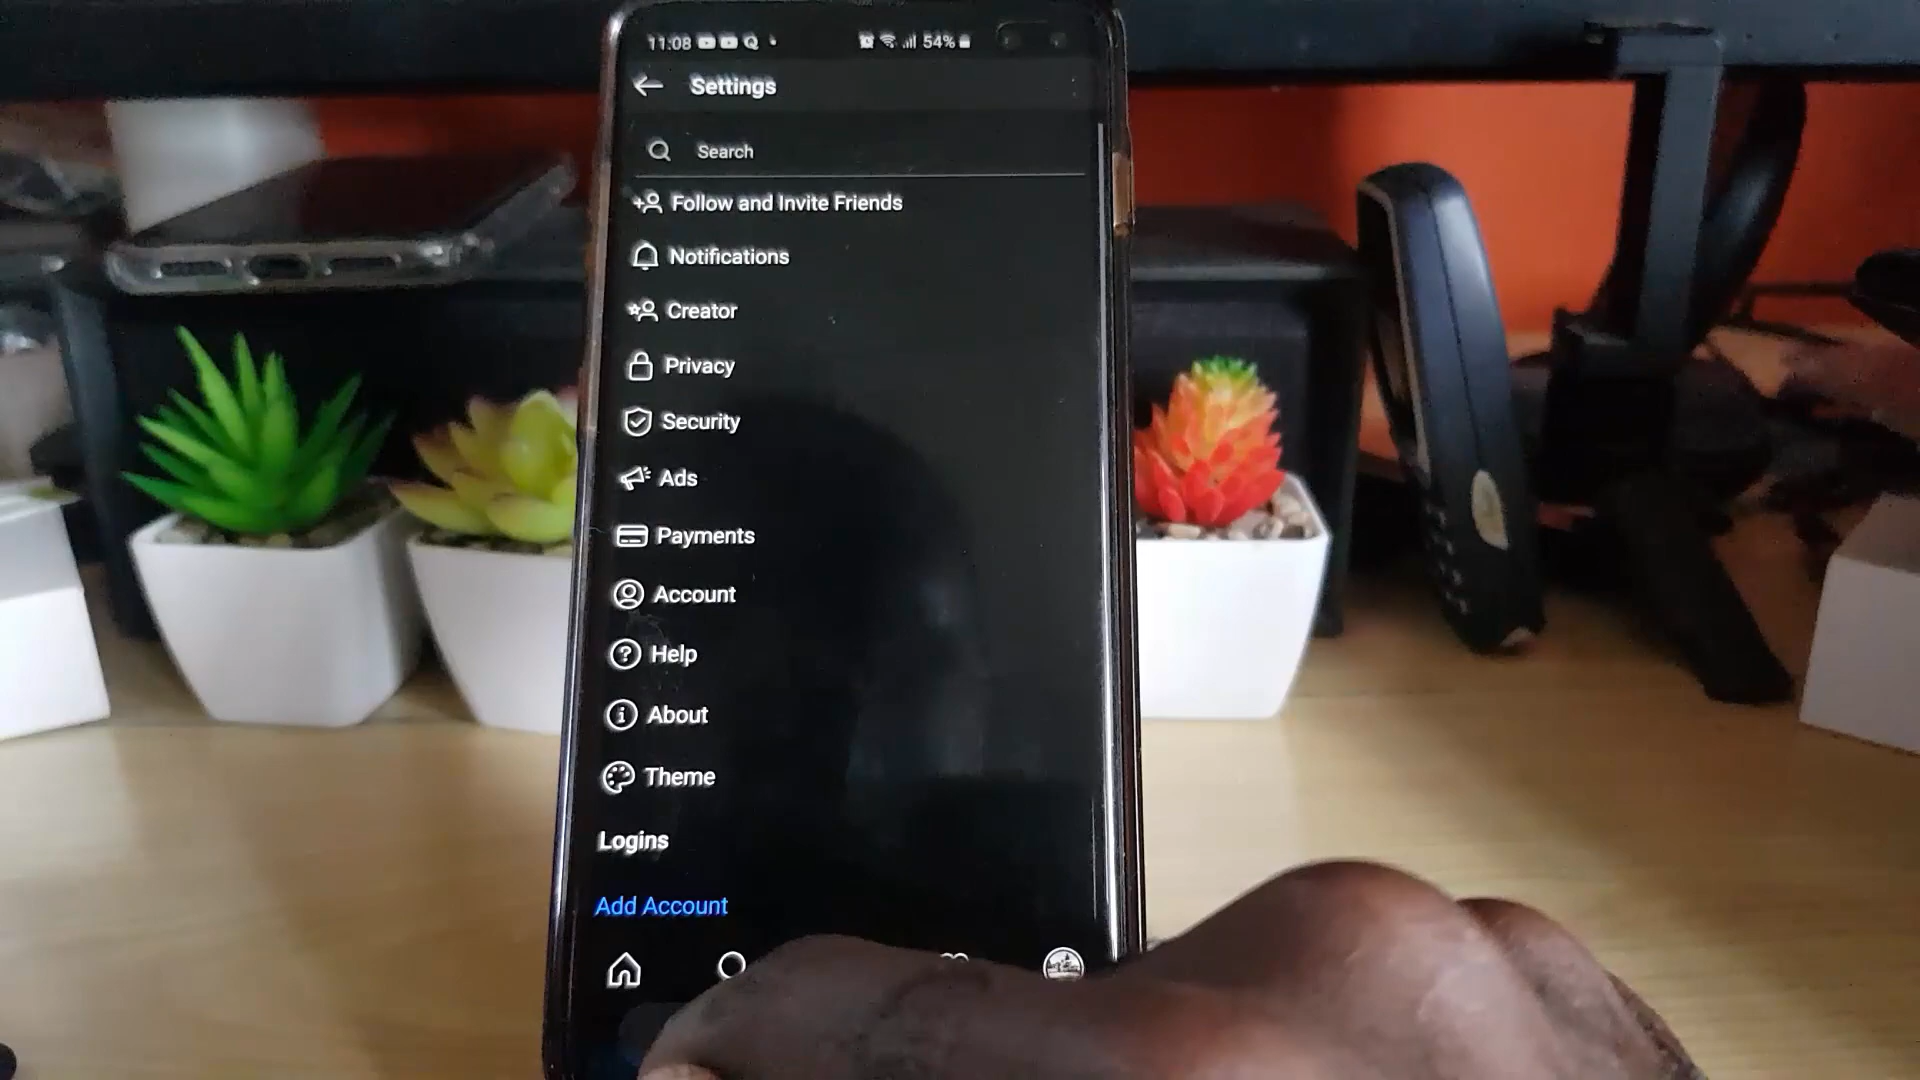 11:08 54%
Settings
Search
Follow and Invite Friends
Notifications
Creator
Privacy
Security
Ads
Payments
Account
Help
About
Theme
Logins
Add Account